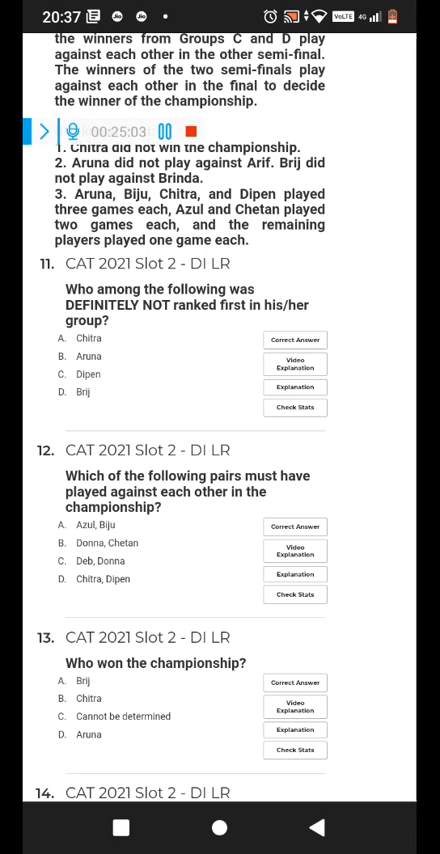 20:37
VoLTE 4G
the winners from Groups C and D play
against each other in the other semi-final.
The winners of the two semi-finals play
against each other in the final to decide
the winner of the championship.
00:25:03
1. Chitra did not win the championship.
2. Aruna did not play against Arif. Brij did
not play against Brinda.
3. Aruna, Biju, Chitra, and Dipen played
three games each, Azul and Chetan played
two games each, and the remaining
players played one game each.
11. CAT 2021 Slot 2 - DI LR
Who among the following was
DEFINITELY NOT ranked first in his/her
group?
A. Chitra
B. Aruna
C. Dipen
D. Brij
Correct Answer
Video
Explanation
Explanation
Check Stats
12. CAT 2021 Slot 2 - DI LR
Which of the following pairs must have
played against each other in the
championship?
A. Azul, Biju
B. Donna, Chetan
C. Deb, Donna
D. Chitra, Dipen
Correct Answer
Video
Explanation
Explanation
Check Stats
13. CAT 2021 Slot 2 - DI LR
Who won the championship?
A. Brij
B. Chitra
C. Cannot be determined
D. Aruna
Correct Answer
Video
Explanation
Explanation
Check Stats
14. CAT 2021 Slot 2 - DI LR